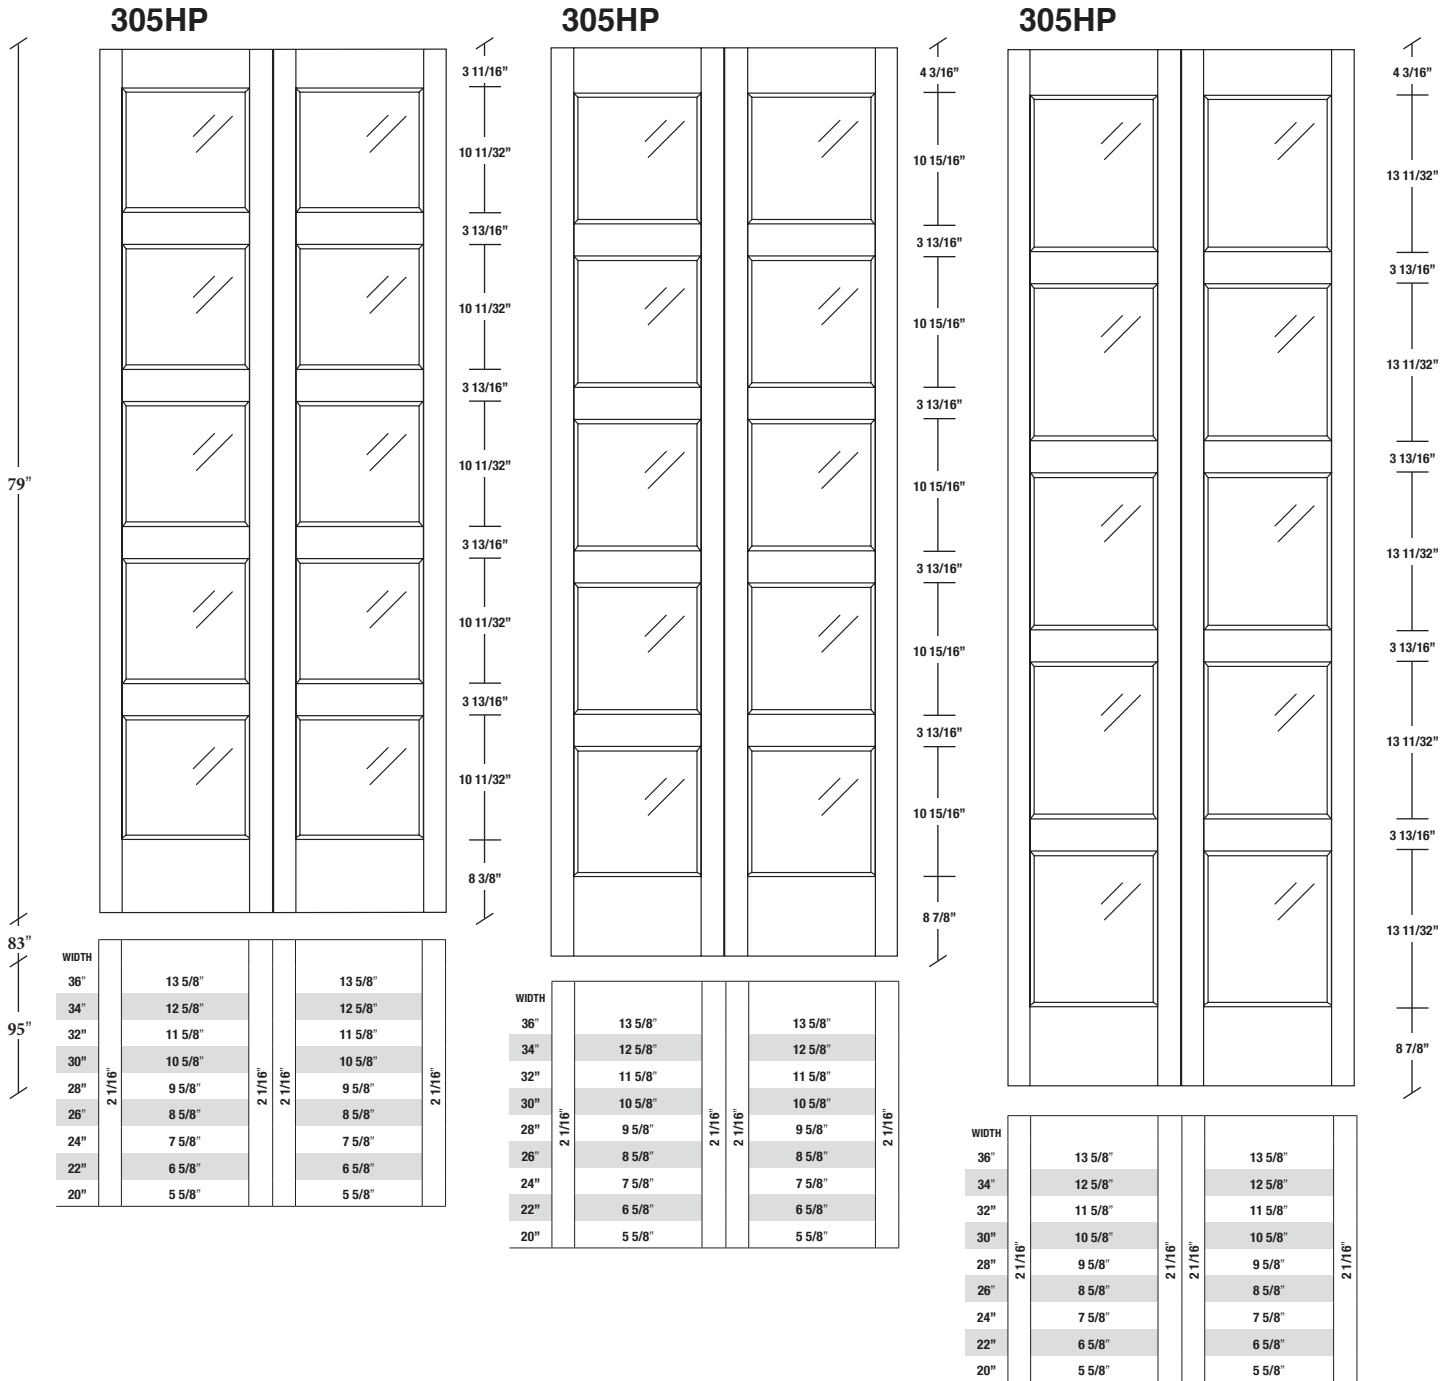 305HP
305HP
305HP
79”
83”
95”
3 11/16”
10 11/32”
3 13/16”
10 11/32”
3 13/16”
10 11/32”
3 13/16”
10 11/32”
3 13/16”
10 11/32”
8 3/8”
4 3/16”
10 15/16”
3 13/16”
10 15/16”
3 13/16”
10 15/16”
3 13/16”
10 15/16”
3 13/16”
10 15/16”
8 7/8”
4 3/16”
13 11/32”
3 13/16”
13 11/32”
3 13/16”
13 11/32”
3 13/16”
13 11/32”
3 13/16”
13 11/32”
8 7/8”
WIDTH
36” 13 5/8” 13 5/8”
34” 12 5/8” 12 5/8”
32” 11 5/8” 11 5/8”
30” 10 5/8” 10 5/8”
28” 9 5/8” 9 5/8”
26” 8 5/8” 8 5/8”
24” 7 5/8” 7 5/8”
22” 6 5/8” 6 5/8”
20” 5 5/8” 5 5/8”
2 1/16”
2 1/16”
2 1/16”
2 1/16”
WIDTH
36” 13 5/8” 13 5/8”
34” 12 5/8” 12 5/8”
32” 11 5/8” 11 5/8”
30” 10 5/8” 10 5/8”
28” 9 5/8” 9 5/8”
26” 8 5/8” 8 5/8”
24” 7 5/8” 7 5/8”
22” 6 5/8” 6 5/8”
20” 5 5/8” 5 5/8”
2 1/16”
2 1/16”
2 1/16”
2 1/16”
WIDTH
36” 13 5/8” 13 5/8”
34” 12 5/8” 12 5/8”
32” 11 5/8” 11 5/8”
30” 10 5/8” 10 5/8”
28” 9 5/8” 9 5/8”
26” 8 5/8” 8 5/8”
24” 7 5/8” 7 5/8”
22” 6 5/8” 6 5/8”
20” 5 5/8” 5 5/8”
2 1/16”
2 1/16”
2 1/16”
2 1/16”